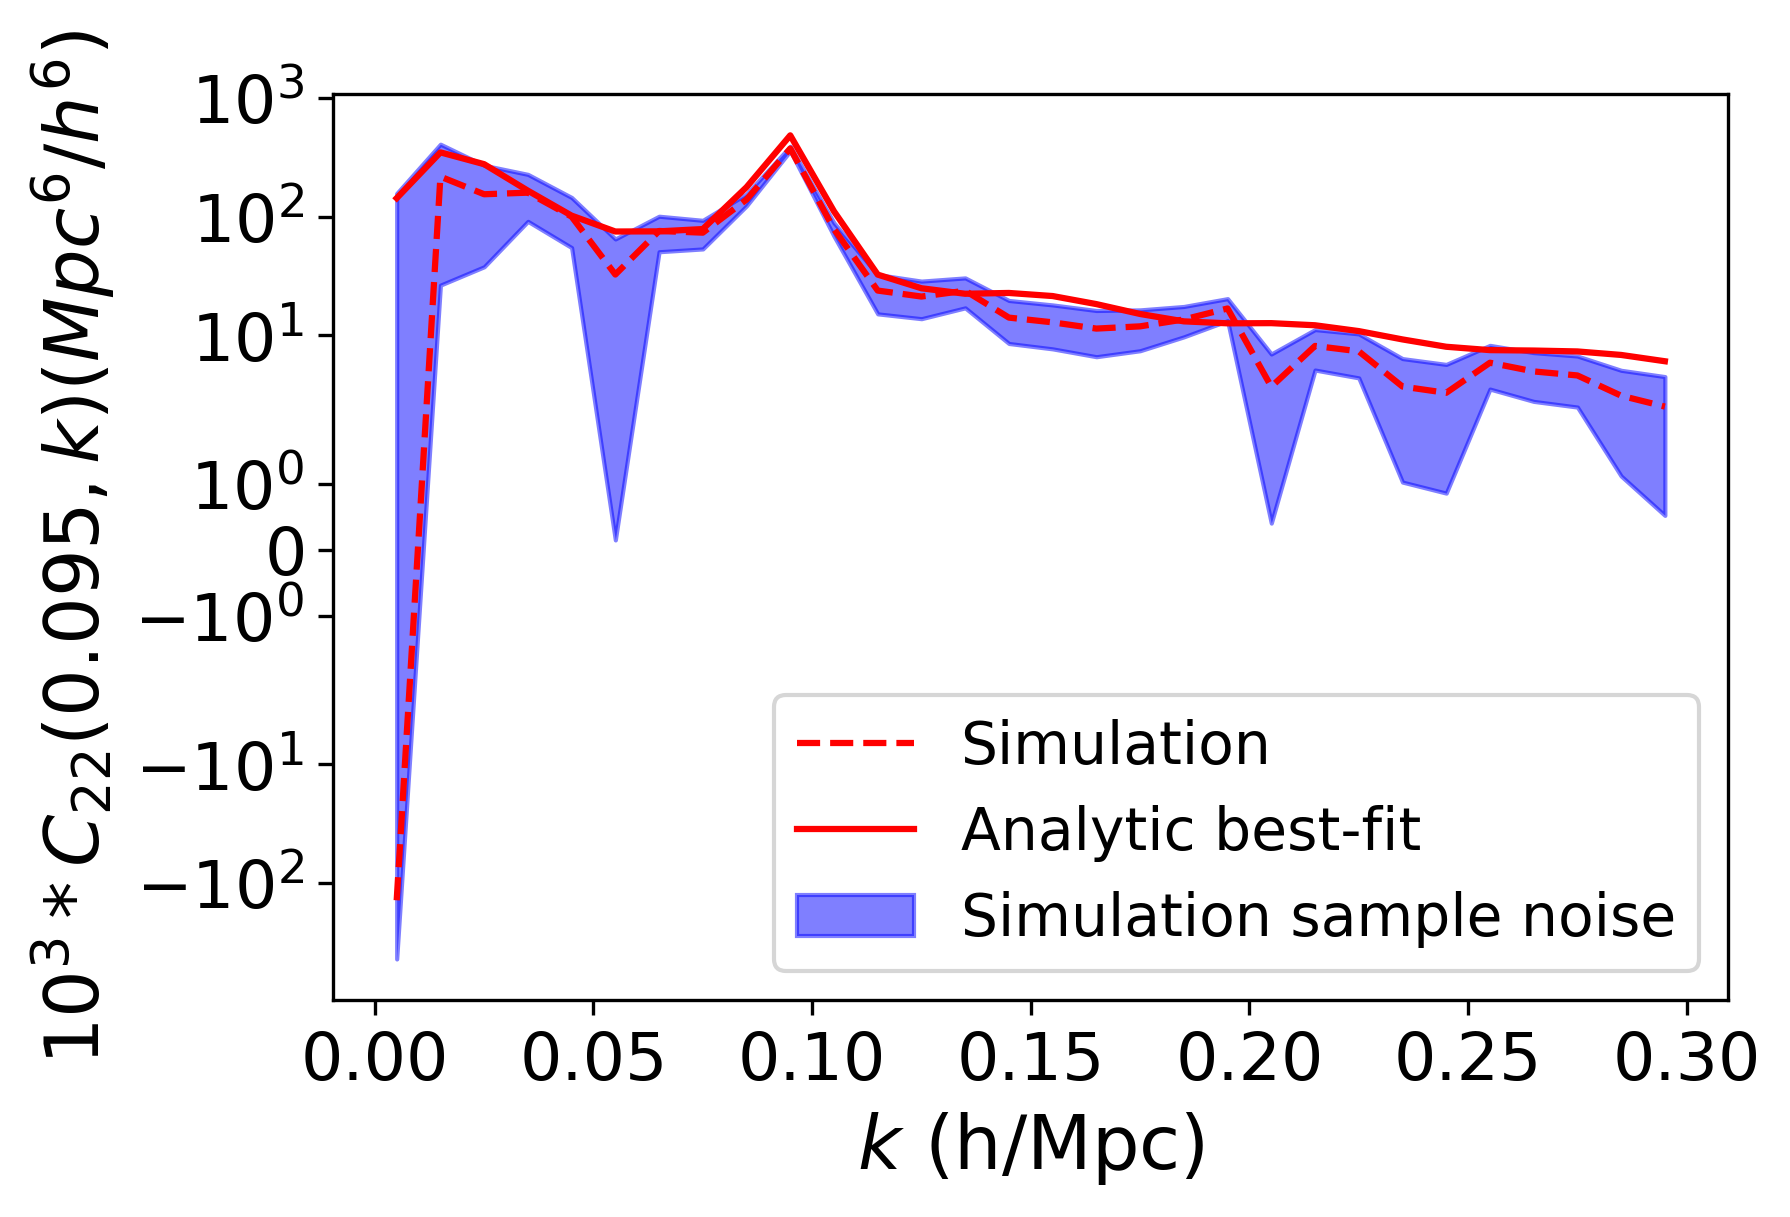 10³ * C₂₂(0.095, k)(Mpc⁶/h⁶)
10³
10²
10¹
10⁰
0
−10⁰
−10¹
−10²
Simulation
Analytic best-fit
Simulation sample noise
0.00 0.05 0.10 0.15 0.20 0.25 0.30
k (h/Mpc)